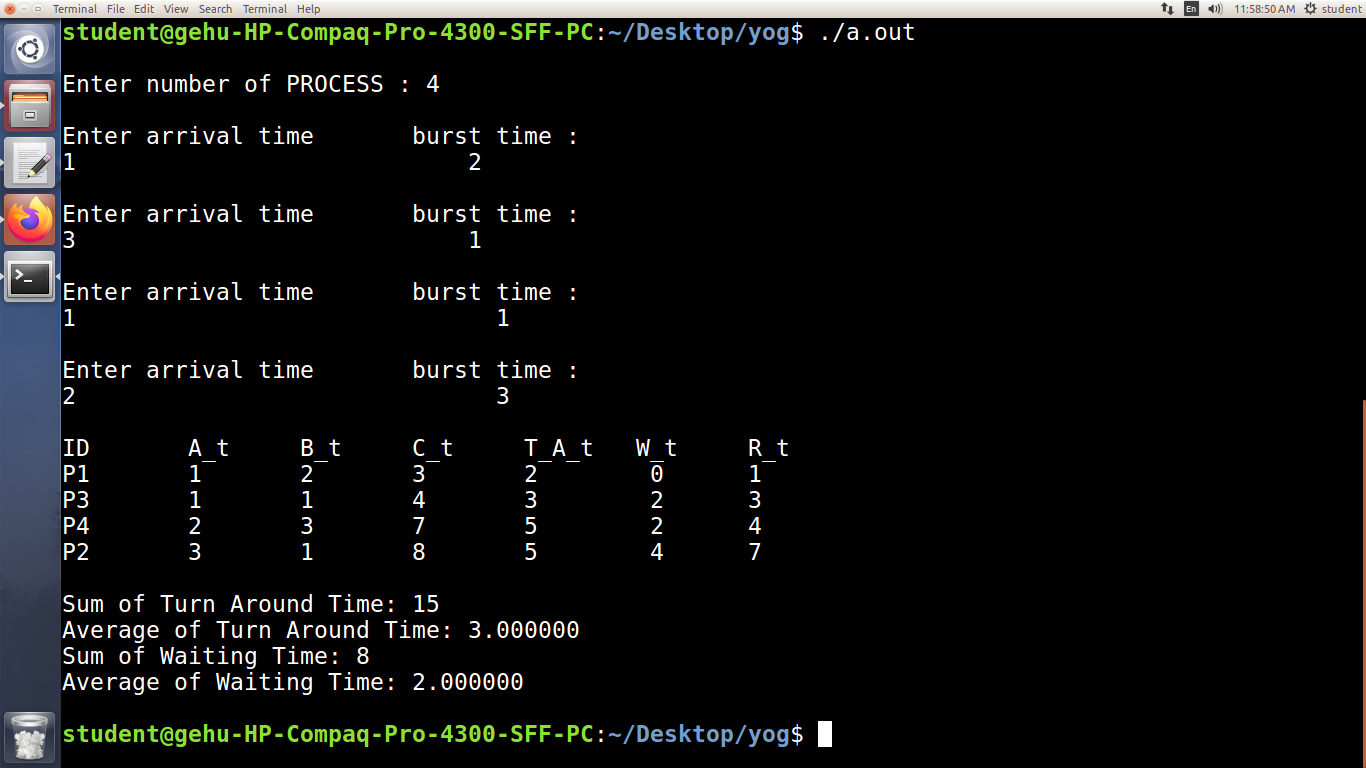 Terminal File Edit View Search Terminal Help En 11:58:50 AM student
student@gehu-HP-Compaq-Pro-4300-SFF-PC:~/Desktop/yog$ ./a.out
Enter number of PROCESS : 4
Enter arrival time burst time :
1 2
Enter arrival time burst time :
3 1
Enter arrival time burst time :
1 1
Enter arrival time burst time :
2 3
ID A_t B_t C_t T_A_t W_t R_t
P1 1 2 3 2 0 1
P3 1 1 4 3 2 3
P4 2 3 7 5 2 4
P2 3 1 8 5 4 7
Sum of Turn Around Time: 15
Average of Turn Around Time: 3.000000
Sum of Waiting Time: 8
Average of Waiting Time: 2.000000
student@gehu-HP-Compaq-Pro-4300-SFF-PC:~/Desktop/yog$